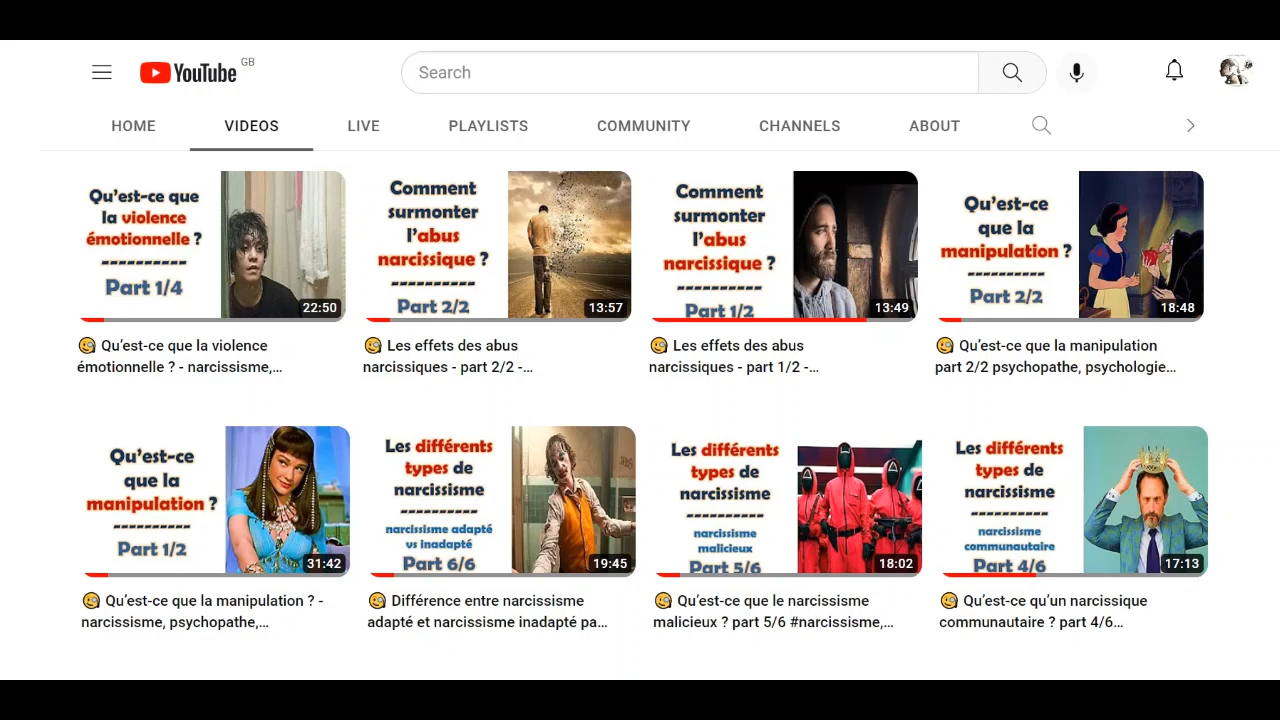 YouTube GB
Search
HOME VIDEOS LIVE PLAYLISTS COMMUNITY CHANNELS ABOUT
Qu’est-ce que
la violence
émotionnelle ?
----------
Part 1/4
22:50
Comment
surmonter
l’abus
narcissique ?
----------
Part 2/2
13:57
Comment
surmonter
l’abus
narcissique ?
----------
Part 1/2
13:49
Qu’est-ce
que la
manipulation ?
----------
Part 2/2
18:48
🧐 Qu’est-ce que la violence
émotionnelle ? - narcissisme,...
🧐 Les effets des abus
narcissiques - part 2/2 -...
🧐 Les effets des abus
narcissiques - part 1/2 -...
🧐 Qu’est-ce que la manipulation
part 2/2 psychopathe, psychologie...
Qu’est-ce
que la
manipulation ?
----------
Part 1/2
31:42
Les différents
types de
narcissisme
----------
narcissisme adapté
vs inadapté
Part 6/6
19:45
Les différents
types de
narcissisme
----------
narcissisme
malicieux
Part 5/6
18:02
Les différents
types de
narcissisme
----------
narcissisme
communautaire
Part 4/6
17:13
🧐 Qu’est-ce que la manipulation ? -
narcissisme, psychopathe,...
🧐 Différence entre narcissisme
adapté et narcissisme inadapté pa...
🧐 Qu’est-ce que le narcissisme
malicieux ? part 5/6 #narcissisme,...
🧐 Qu’est-ce qu’un narcissique
communautaire ? part 4/6...